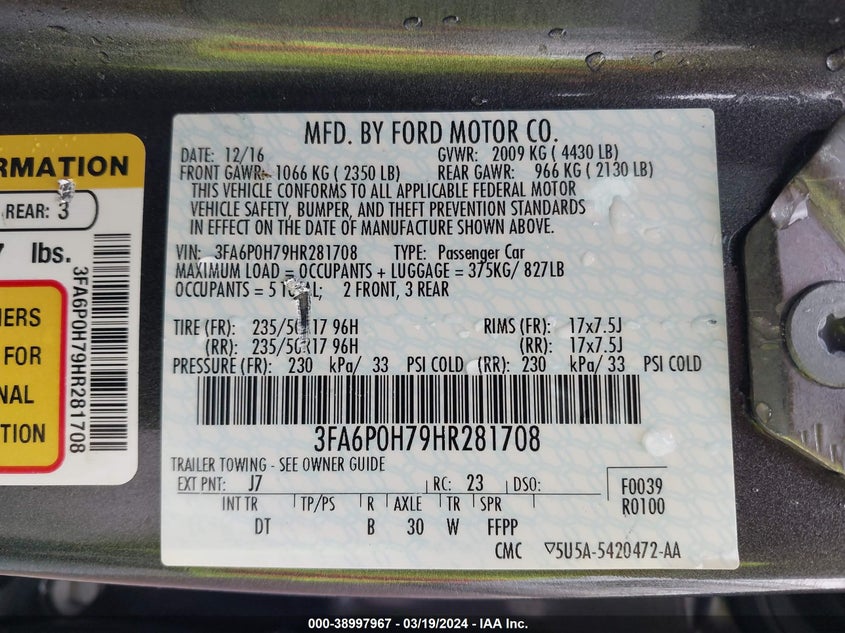 RMATION
REAR: 3
7 lbs.
3FA6P0H79HR281708
IERS
FOR
NAL
TION
MFD. BY FORD MOTOR CO.
DATE: 12/16 GVWR: 2009 KG ( 4430 LB)
FRONT GAWR: 1066 KG ( 2350 LB) REAR GAWR: 966 KG ( 2130 LB)
THIS VEHICLE CONFORMS TO ALL APPLICABLE FEDERAL MOTOR
VEHICLE SAFETY, BUMPER, AND THEFT PREVENTION STANDARDS
IN EFFECT ON THE DATE OF MANUFACTURE SHOWN ABOVE.
VIN: 3FA6P0H79HR281708 TYPE: Passenger Car
MAXIMUM LOAD = OCCUPANTS + LUGGAGE = 375KG/ 827LB
OCCUPANTS = 5 2 FRONT, 3 REAR
TIRE (FR): 235/50R17 96H RIMS (FR): 17x7.5J
(RR): 235/50R17 96H (RR): 17x7.5J
PRESSURE (FR): 230 kPa/ 33 PSI COLD (RR): 230 kPa/ 33 PSI COLD
3FA6P0H79HR281708
TRAILER TOWING - SEE OWNER GUIDE
EXT PNT: J7 RC: 23 DSO: F0039
INT TR TP/PS R AXLE TR SPR R0100
DT B 30 W FFPP
CMC ▽5U5A-5420472-AA
000-38997967 - 03/19/2024 - IAA Inc.